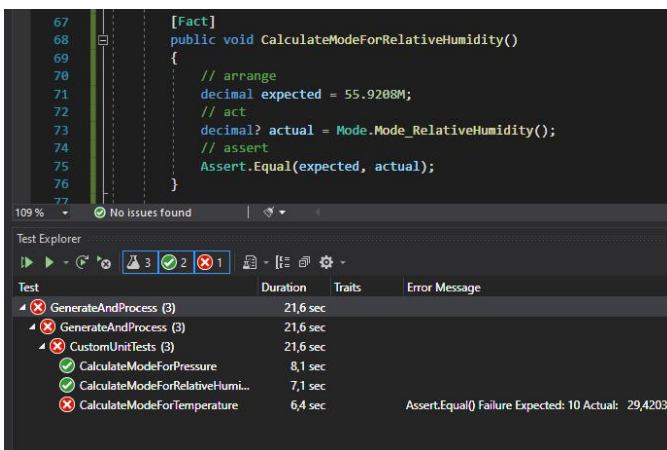 67 [Fact]
68 public void CalculateModeForRelativeHumidity()
69 {
70 // arrange
71 decimal expected = 55.9208M;
72 // act
73 decimal? actual = Mode.Mode_RelativeHumidity();
74 // assert
75 Assert.Equal(expected, actual);
76 }
77
109 % No issues found
Test Explorer
3 2 1
Test Duration Traits Error Message
GenerateAndProcess (3) 21,6 sec
GenerateAndProcess (3) 21,6 sec
CustomUnitTests (3) 21,6 sec
CalculateModeForPressure 8,1 sec
CalculateModeForRelativeHumi... 7,1 sec
CalculateModeForTemperature 6,4 sec Assert.Equal() Failure Expected: 10 Actual: 29,4203